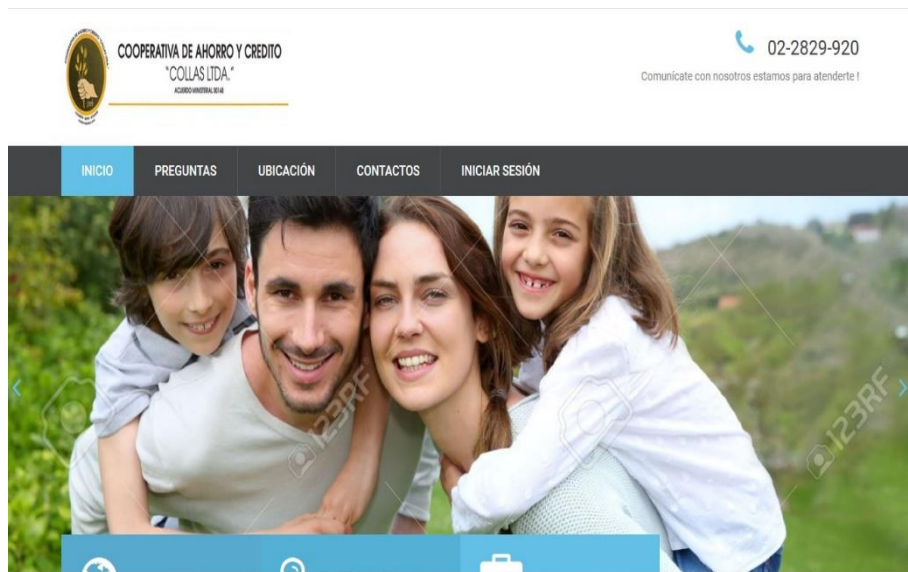 COOPERATIVA DE AHORRO Y CREDITO
"COLLAS LTDA."
02-2829-920
Comunícate con nosotros estamos para atenderte !
INICIO
PREGUNTAS
UBICACIÓN
CONTACTOS
INICIAR SESIÓN
123RF
123RF
123RF